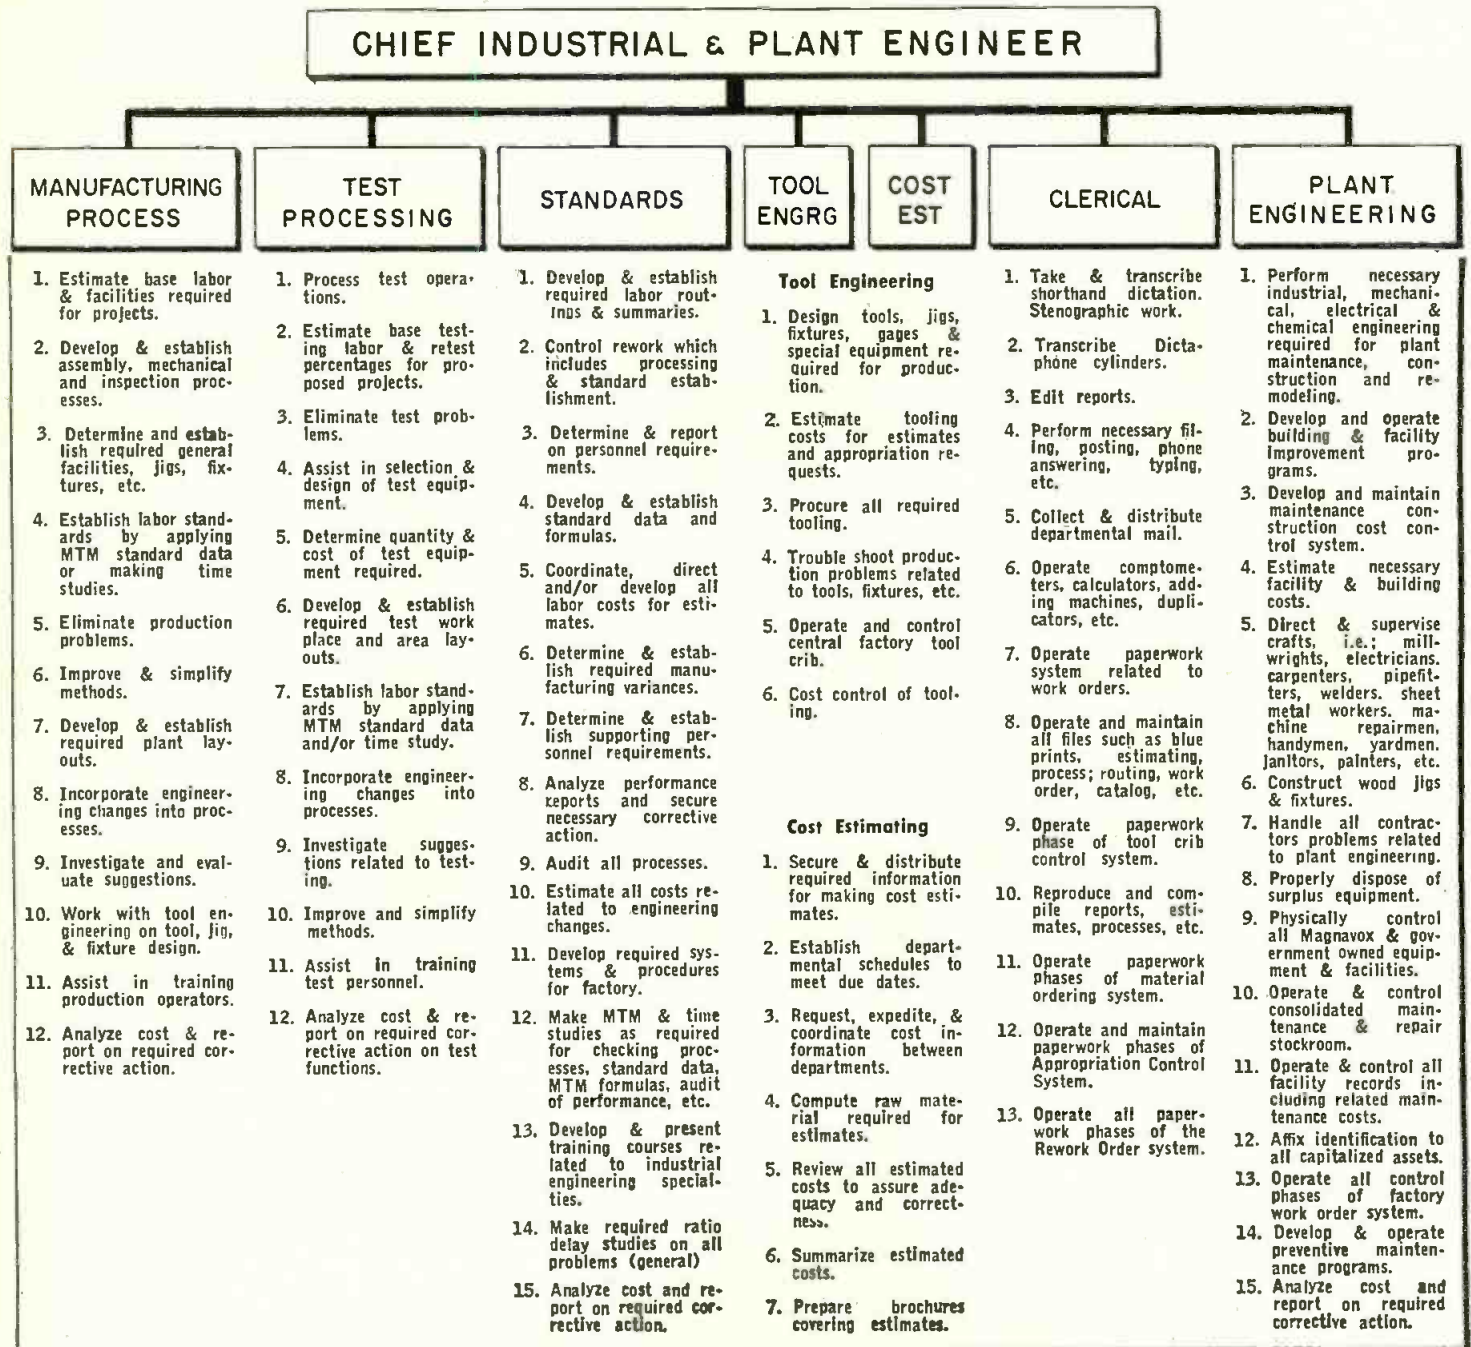 CHIEF INDUSTRIAL & PLANT ENGINEER
MANUFACTURING
PROCESS
1. Estimate base labor
& facilities required
for projects.
2. Develop & establish
assembly, mechanical
and inspection proc-
esses.
3. Determine and estab-
lish required general
facilities, jigs, fix-
tures, etc.
4. Establish labor stand-
ards by applying
MTM standard data
or making time
studies.
5. Eliminate production
problems.
6. Improve & simplify
methods.
7. Develop & establish
required plant lay-
outs.
8. Incorporate engineer-
ing changes into proc-
esses.
9. Investigate and eval-
uate suggestions.
10. Work with tool en-
gineering on tool, jig,
& fixture design.
11. Assist in training
production operators.
12. Analyze cost & re-
port on required cor-
rective action.
TEST
PROCESSING
1. Process test opera-
tions.
2. Estimate base test-
ing labor & retest
percentages for pro-
posed projects.
3. Eliminate test prob-
lems.
4. Assist in selection &
design of test equip-
ment.
5. Determine quantity &
cost of test equip-
ment required.
6. Develop & establish
required test work
place and area lay-
outs.
7. Establish labor stand-
ards by applying
MTM standard data
and/or time study.
8. Incorporate engineer-
ing changes into
processes.
9. Investigate sugges-
tions related to test-
ing.
10. Improve and simplify
methods.
11. Assist in training
test personnel.
12. Analyze cost & re-
port on required cor-
rective action on test
functions.
STANDARDS
1. Develop & establish
required labor rout-
ings & summaries.
2. Control rework which
includes processing
& standard estab-
lishment.
3. Determine & report
on personnel require-
ments.
4. Develop & establish
standard data and
formulas.
5. Coordinate, direct
and/or develop all
labor costs for esti-
mates.
6. Determine & estab-
lish required manu-
facturing variances.
7. Determine & estab-
lish supporting per-
sonnel requirements.
8. Analyze performance
reports and secure
necessary corrective
action.
9. Audit all processes.
10. Estimate all costs re-
lated to engineering
changes.
11. Develop required sys-
tems & procedures
for factory.
12. Make MTM & time
studies as required
for checking proc-
esses, standard data,
MTM formulas, audit
of performance, etc.
13. Develop & present
training courses re-
lated to industrial
engineering special-
ties.
14. Make required ratio
delay studies on all
problems (general)
15. Analyze cost and re-
port on required cor-
rective action.
TOOL
ENGRG
COST
EST
Tool Engineering
1. Design tools, jigs,
fixtures, gages &
special equipment re-
quired for produc-
tion.
2. Estimate tooling
costs for estimates
and appropriation re-
quests.
3. Procure all required
tooling.
4. Trouble shoot produc-
tion problems related
to tools, fixtures, etc.
5. Operate and control
central factory tool
crib.
6. Cost control of tool-
ing.
Cost Estimating
1. Secure & distribute
required information
for making cost esti-
mates.
2. Establish depart-
mental schedules to
meet due dates.
3. Request, expedite, &
coordinate cost in-
formation between
departments.
4. Compute raw mate-
rial required for
estimates.
5. Review all estimated
costs to assure ade-
quacy and correct-
ness.
6. Summarize estimated
costs.
7. Prepare brochures
covering estimates.
CLERICAL
1. Take & transcribe
shorthand dictation.
Stenographic work.
2. Transcribe Dicta-
phone cylinders.
3. Edit reports.
4. Perform necessary fil-
ing, posting, phone
answering, typing,
etc.
5. Collect & distribute
departmental mail.
6. Operate comptome-
ters, calculators, add-
ing machines, dupli-
cators, etc.
7. Operate paperwork
system related to
work orders.
8. Operate and maintain
all files such as blue
prints, estimating,
process; routing, work
order, catalog, etc.
9. Operate paperwork
phase of tool crib
control system.
10. Reproduce and com-
pile reports, esti-
mates, processes, etc.
11. Operate paperwork
phases of material
ordering system.
12. Operate and maintain
paperwork phases of
Appropriation Control
System.
13. Operate all paper-
work phases of the
Rework Order system.
PLANT
ENGINEERING
1. Perform necessary
industrial, mechani-
cal, electrical &
chemical engineering
required for plant
maintenance, con-
struction and re-
modeling.
2. Develop and operate
building & facility
improvement pro-
grams.
3. Develop and maintain
maintenance con-
struction cost con-
trol system.
4. Estimate necessary
facility & building
costs.
5. Direct & supervise
crafts, i.e.; mill-
wrights, electricians.
carpenters, pipefit-
ters, welders. sheet
metal workers. ma-
chine repairmen,
handymen, yardmen.
janitors, painters, etc.
6. Construct wood jigs
& fixtures.
7. Handle all contrac-
tors problems related
to plant engineering.
8. Properly dispose of
surplus equipment.
9. Physically control
all Magnavox & gov-
ernment owned equip-
ment & facilities.
10. Operate & control
consolidated main-
tenance & repair
stockroom.
11. Operate & control all
facility records in-
cluding related main-
tenance costs.
12. Affix identification to
all capitalized assets.
13. Operate all control
phases of factory
work order system.
14. Develop & operate
preventive mainten-
ance programs.
15. Analyze cost and
report on required
corrective action.